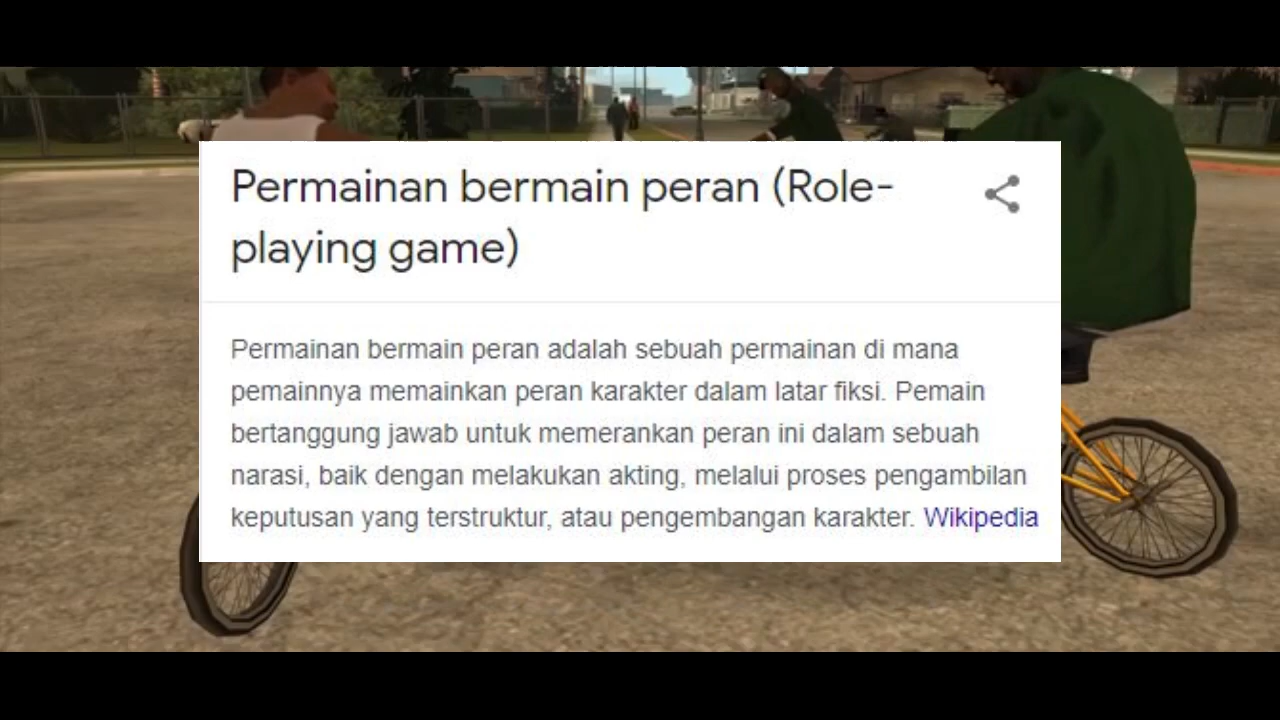 Permainan bermain peran (Role-
playing game)
Permainan bermain peran adalah sebuah permainan di mana
pemainnya memainkan peran karakter dalam latar fiksi. Pemain
bertanggung jawab untuk memerankan peran ini dalam sebuah
narasi, baik dengan melakukan akting, melalui proses pengambilan
keputusan yang terstruktur, atau pengembangan karakter. Wikipedia